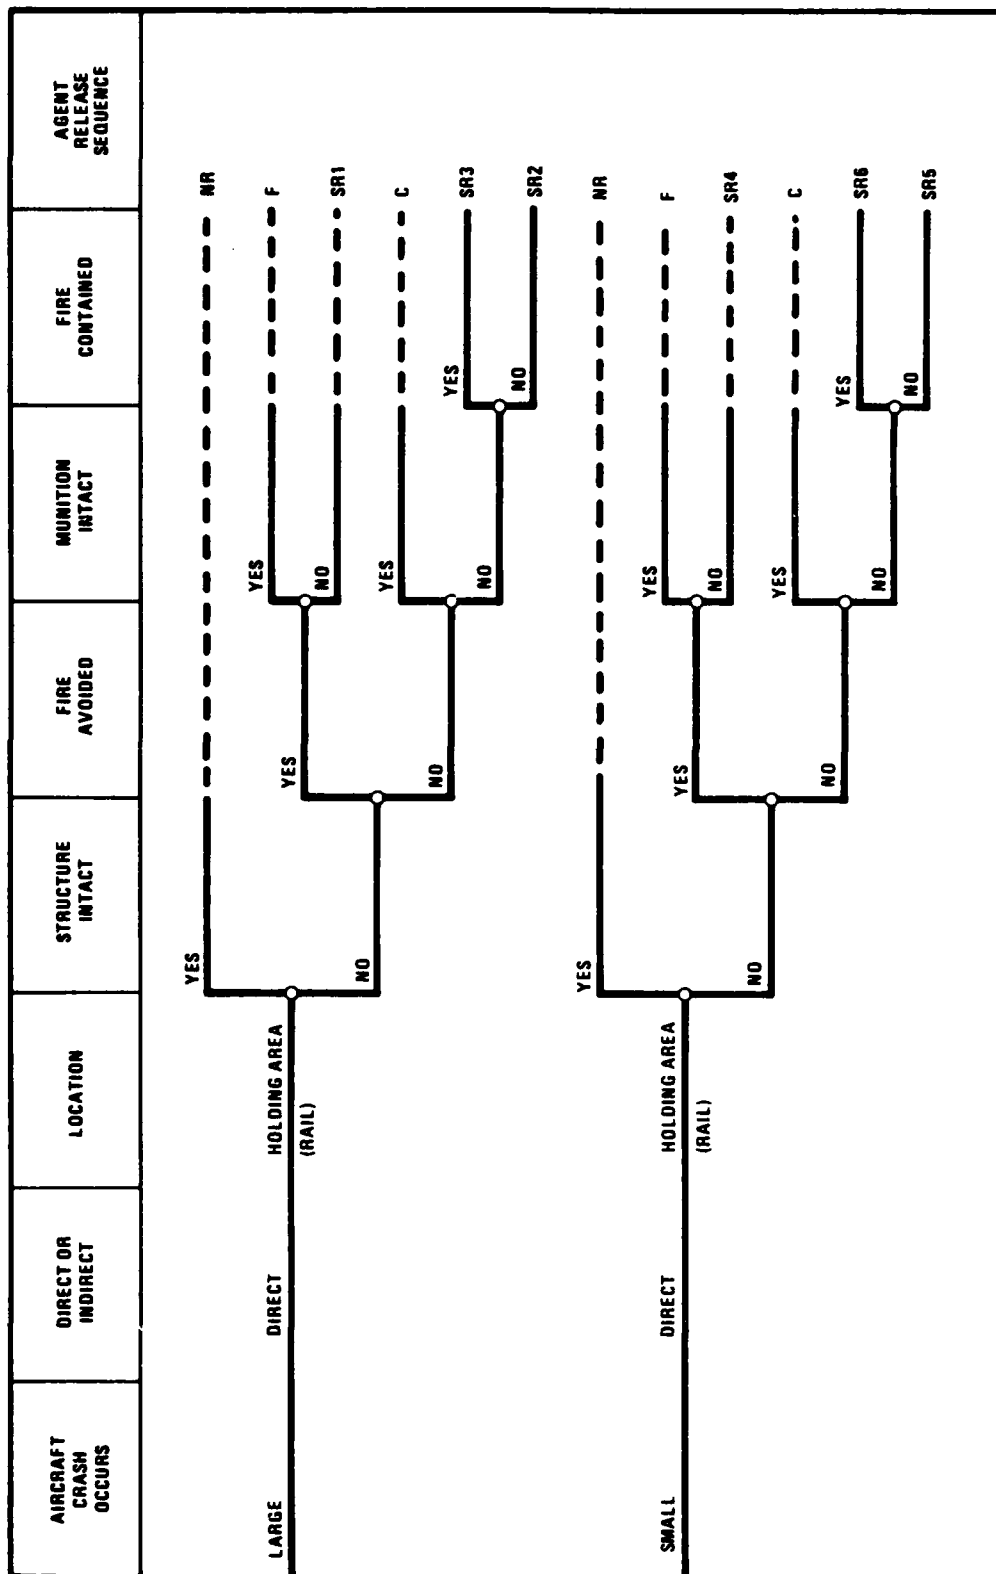 AIRCRAFT
CRASH
OCCURS
DIRECT OR
INDIRECT
LOCATION
STRUCTURE
INTACT
FIRE
AVOIDED
MUNITION
INTACT
FIRE
CONTAINED
AGENT
RELEASE
SEQUENCE
YES
NR
YES
F
LARGE
DIRECT
HOLDING AREA
(RAIL)
YES
NO
SR1
NO
YES
C
NO
YES
SR3
NO
NO
SR2
YES
NR
YES
F
SMALL
DIRECT
HOLDING AREA
(RAIL)
YES
NO
SR4
NO
YES
C
NO
YES
SR6
NO
NO
SR5